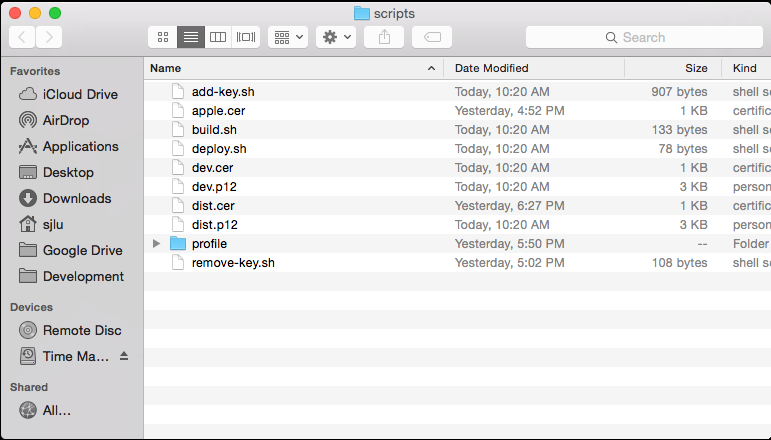 scripts
Search
Favorites
iCloud Drive
AirDrop
Applications
Desktop
Downloads
sjlu
Google Drive
Development
Devices
Remote Disc
Time Ma...
Shared
All...
Name Date Modified Size Kind
add-key.sh Today, 10:20 AM 907 bytes shell s
apple.cer Yesterday, 4:52 PM 1 KB certific
build.sh Today, 10:20 AM 133 bytes shell s
deploy.sh Today, 10:20 AM 78 bytes shell s
dev.cer Today, 10:20 AM 1 KB certific
dev.p12 Today, 10:20 AM 3 KB person
dist.cer Yesterday, 6:27 PM 1 KB certific
dist.p12 Today, 10:20 AM 3 KB person
profile Yesterday, 5:50 PM -- Folder
remove-key.sh Yesterday, 5:02 PM 108 bytes shell s